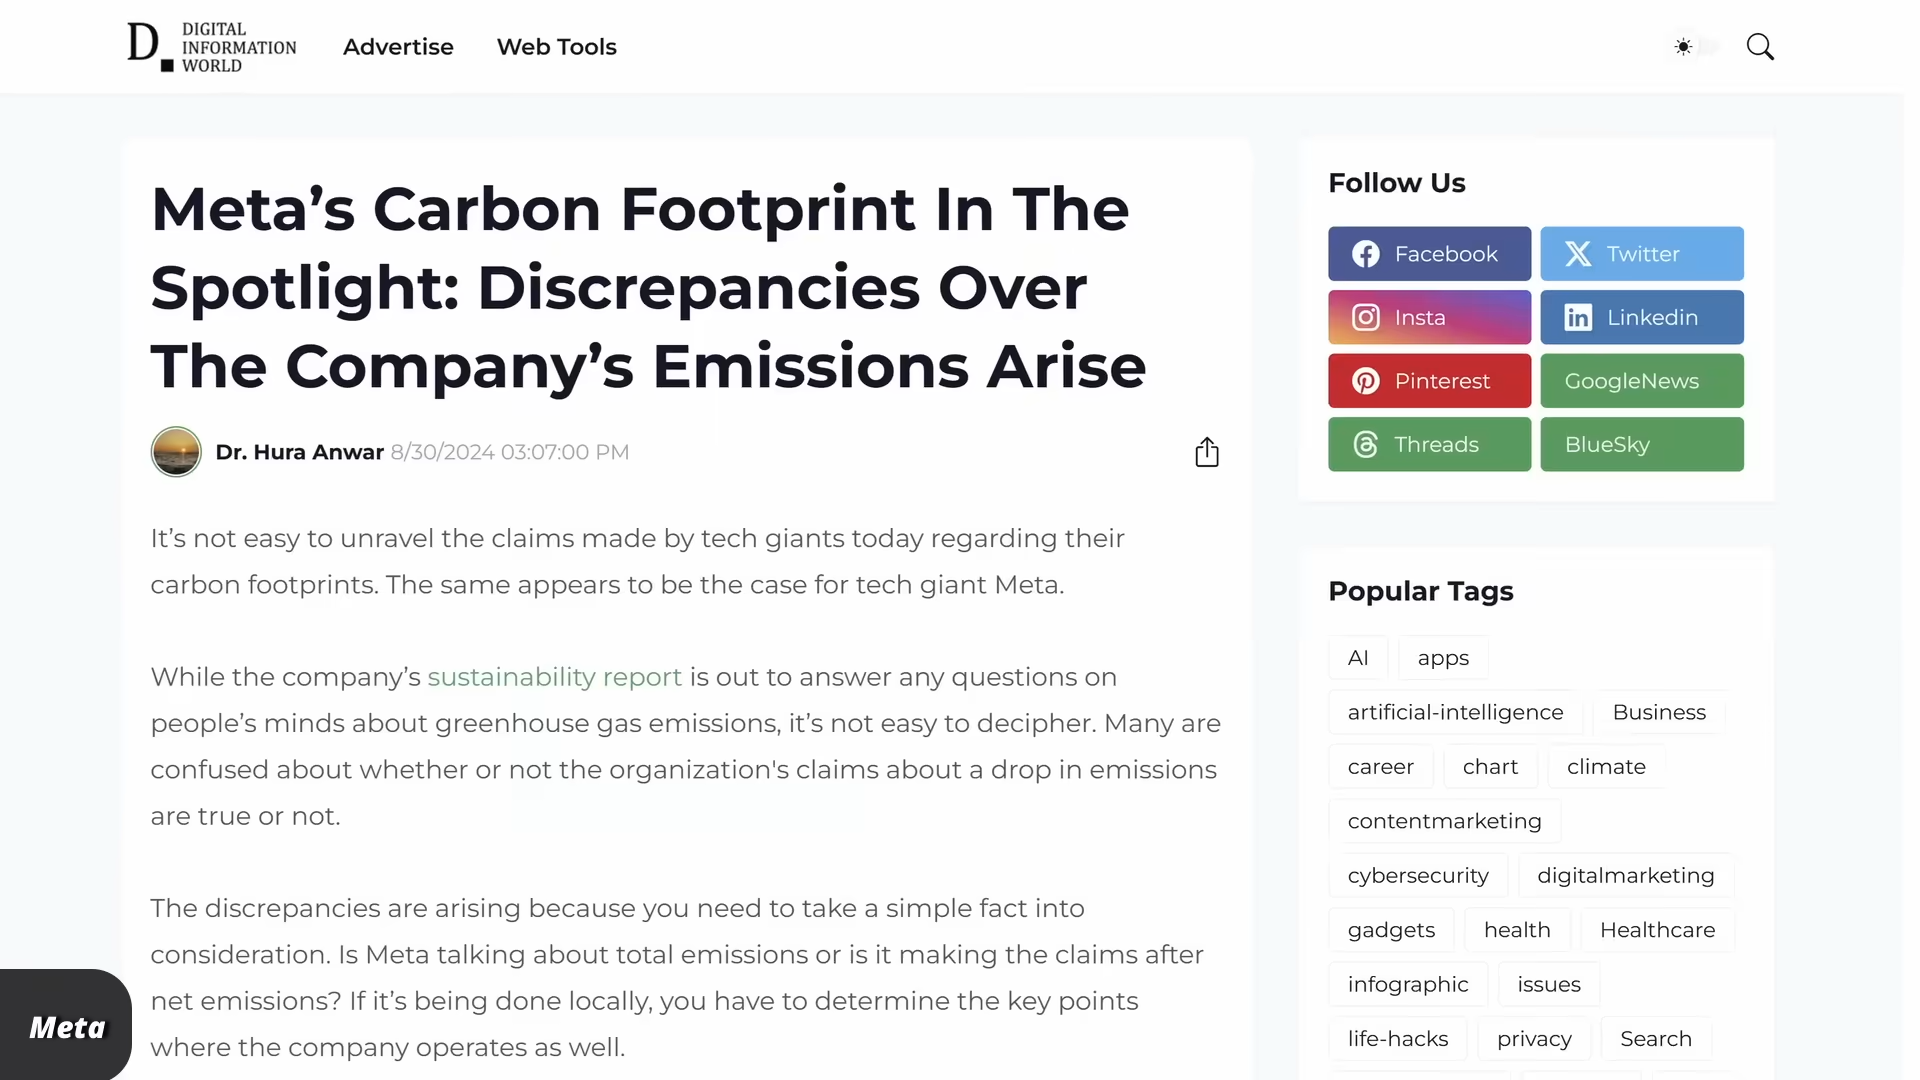 DIGITAL
INFORMATION
WORLD
Advertise
Web Tools
Meta’s Carbon Footprint In The
Spotlight: Discrepancies Over
The Company’s Emissions Arise
Dr. Hura Anwar 8/30/2024 03:07:00 PM
It’s not easy to unravel the claims made by tech giants today regarding their
carbon footprints. The same appears to be the case for tech giant Meta.
While the company’s sustainability report is out to answer any questions on
people’s minds about greenhouse gas emissions, it’s not easy to decipher. Many are
confused about whether or not the organization's claims about a drop in emissions
are true or not.
The discrepancies are arising because you need to take a simple fact into
consideration. Is Meta talking about total emissions or is it making the claims after
net emissions? If it’s being done locally, you have to determine the key points
where the company operates as well.
Follow Us
Facebook
Twitter
Insta
Linkedin
Pinterest
GoogleNews
Threads
BlueSky
Popular Tags
AI
apps
artificial-intelligence
Business
career
chart
climate
contentmarketing
cybersecurity
digitalmarketing
gadgets
health
Healthcare
infographic
issues
life-hacks
privacy
Search
Meta